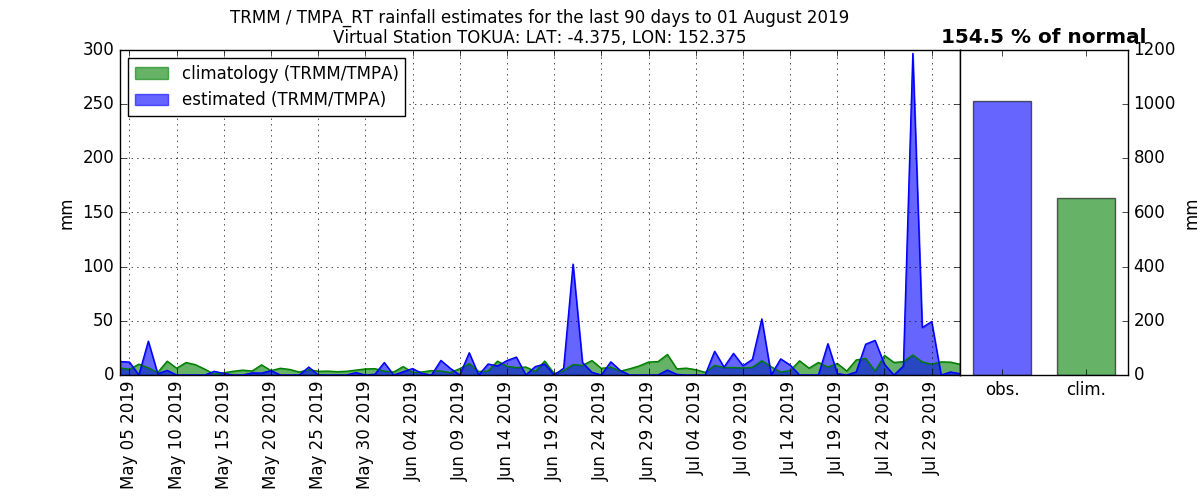 TRMM / TMPA_RT rainfall estimates for the last 90 days to 01 August 2019
Virtual Station TOKUA: LAT: -4.375, LON: 152.375
154.5 % of normal
climatology (TRMM/TMPA)
estimated (TRMM/TMPA)
mm
300
250
200
150
100
50
0
May 05 2019
May 10 2019
May 15 2019
May 20 2019
May 25 2019
May 30 2019
Jun 04 2019
Jun 09 2019
Jun 14 2019
Jun 19 2019
Jun 24 2019
Jun 29 2019
Jul 04 2019
Jul 09 2019
Jul 14 2019
Jul 19 2019
Jul 24 2019
Jul 29 2019
obs.
clim.
1200
1000
800
600
400
200
0
mm